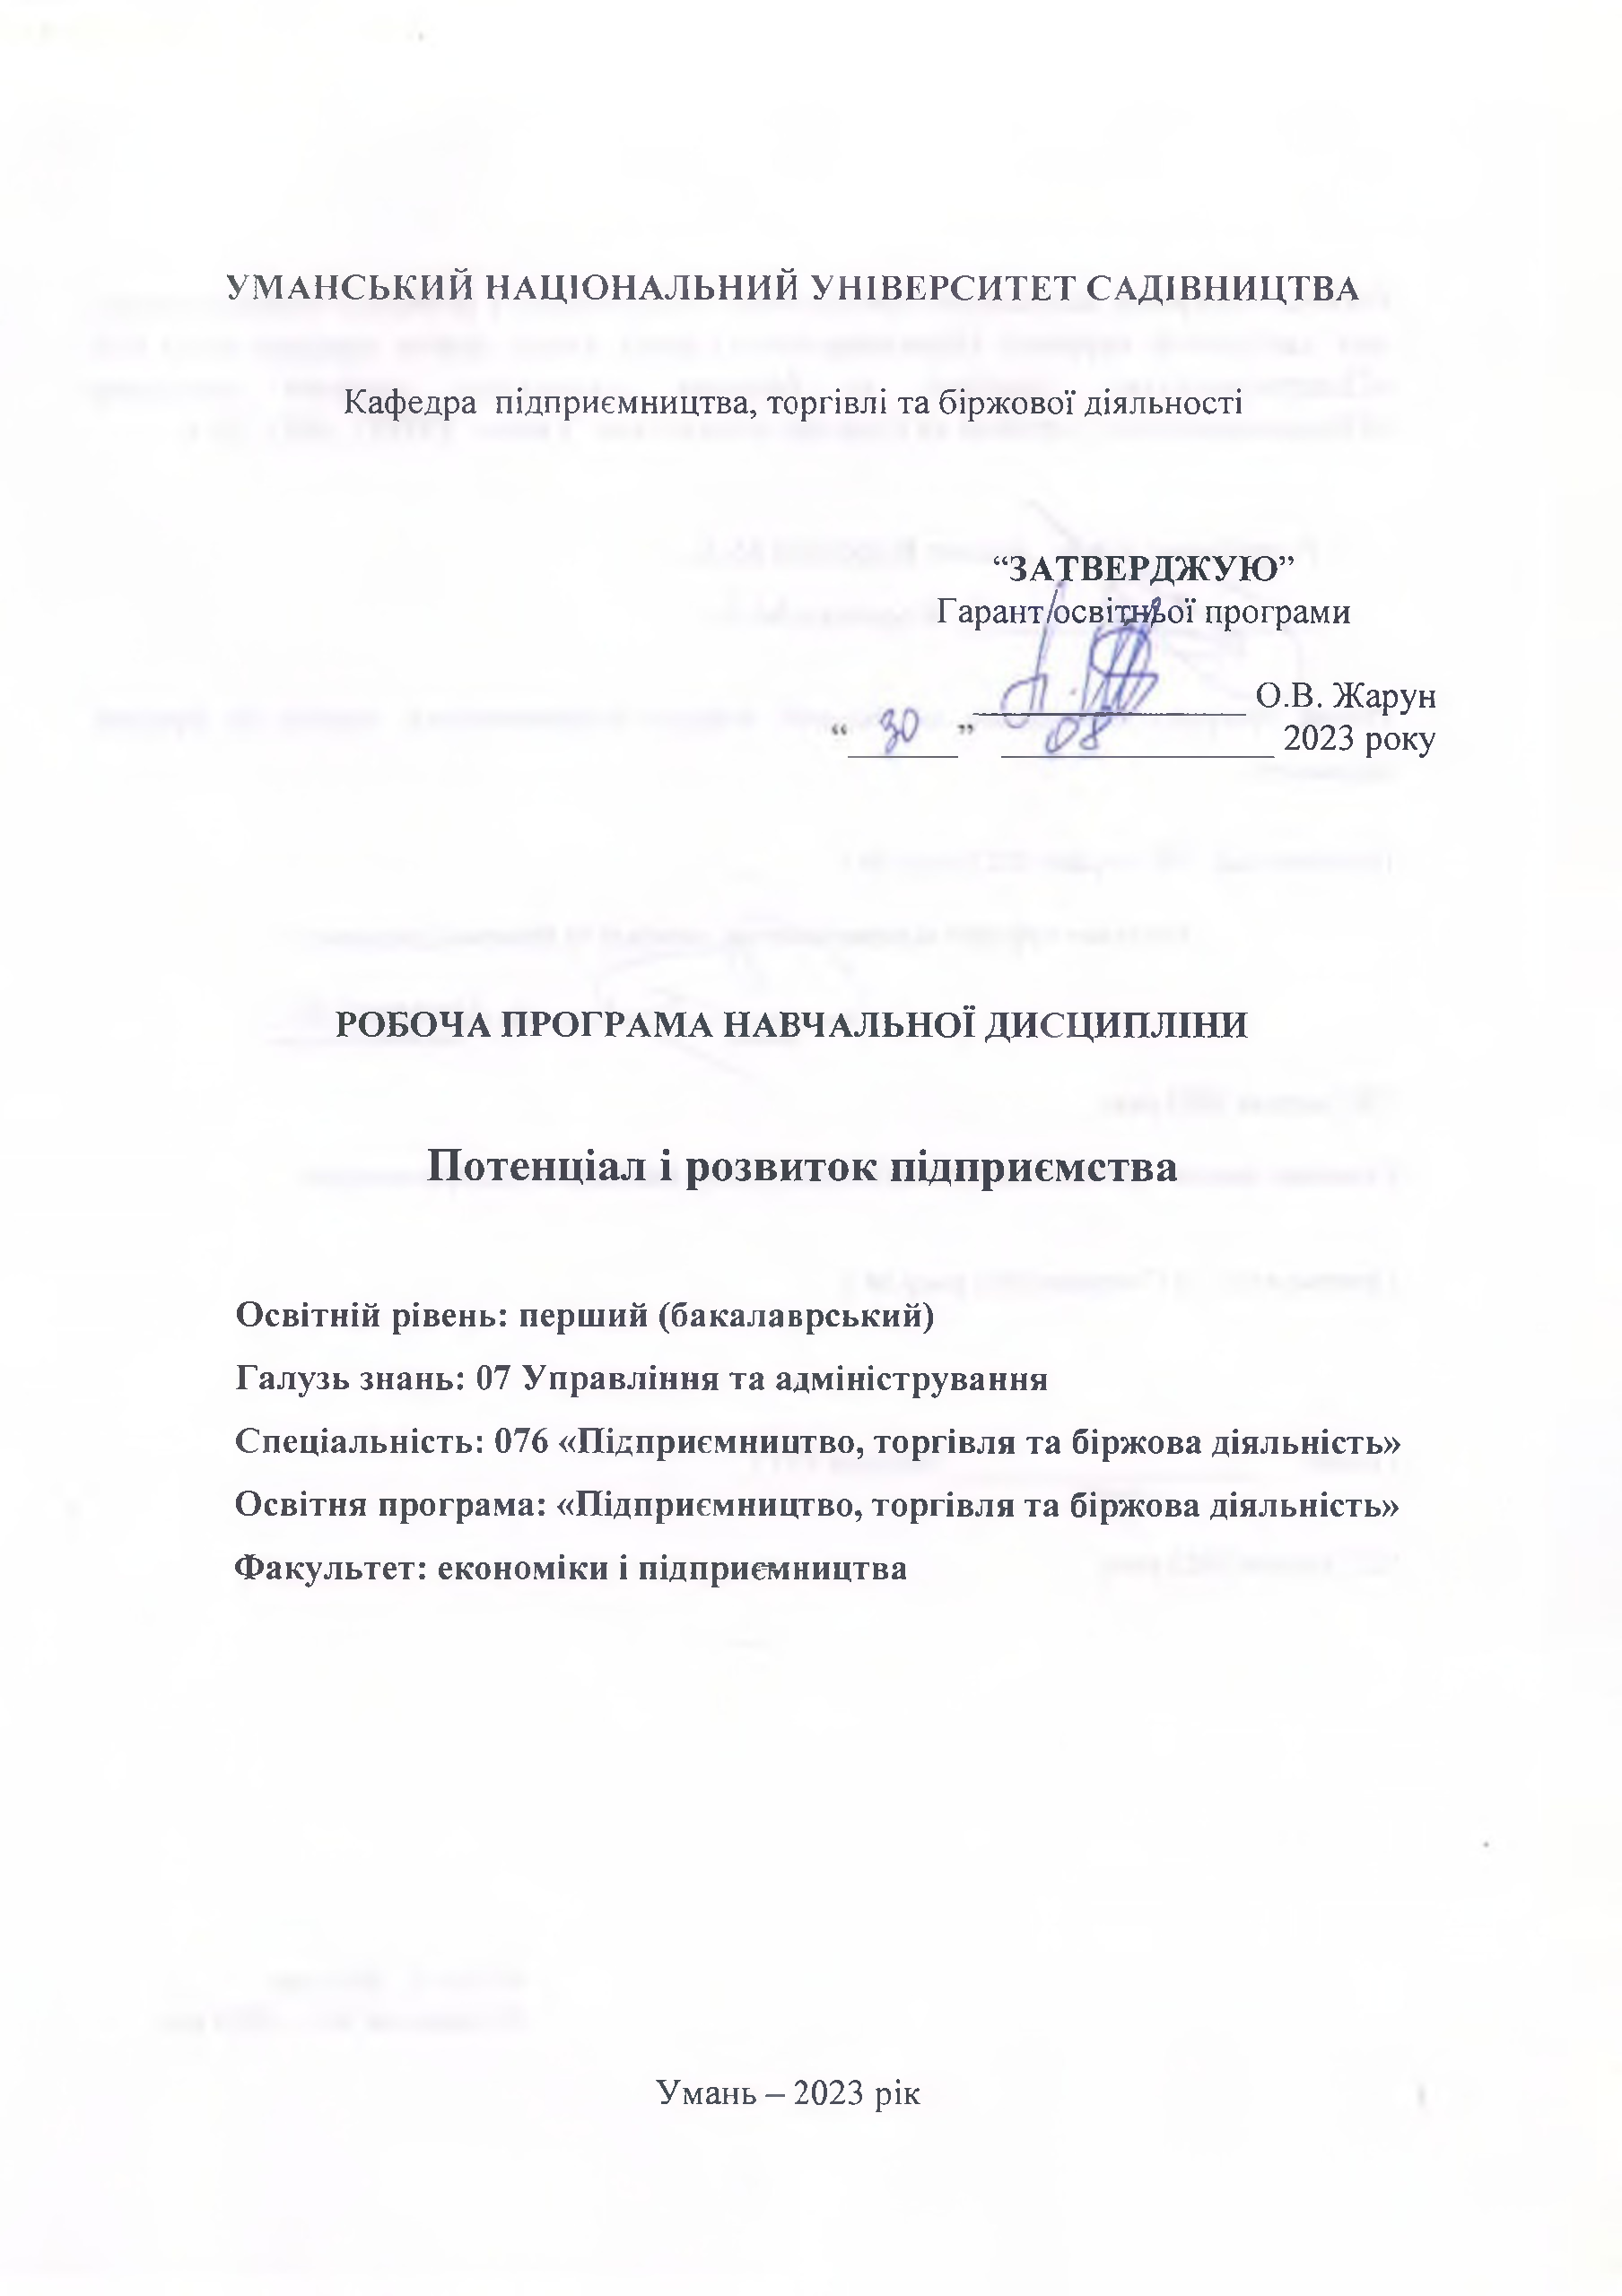 УМАНСЬКИЙ НАЦІОНАЛЬНИЙ УНІВЕРСИТЕТ САДІВНИЦТВА
Кафедра підприємництва, торгівлі та біржової діяльності
“ЗАТВЕРДЖУЮ”
Гарант освітньої програми
О.В. Жарун
“30” 08 2023 року
РОБОЧА ПРОГРАМА НАВЧАЛЬНОЇ ДИСЦИПЛІНИ
Потенціал і розвиток підприємства
Освітній рівень: перший (бакалаврський)
Галузь знань: 07 Управління та адміністрування
Спеціальність: 076 «Підприємництво, торгівля та біржова діяльність»
Освітня програма: «Підприємництво, торгівля та біржова діяльність»
Факультет: економіки і підприємництва
Умань – 2023 рік